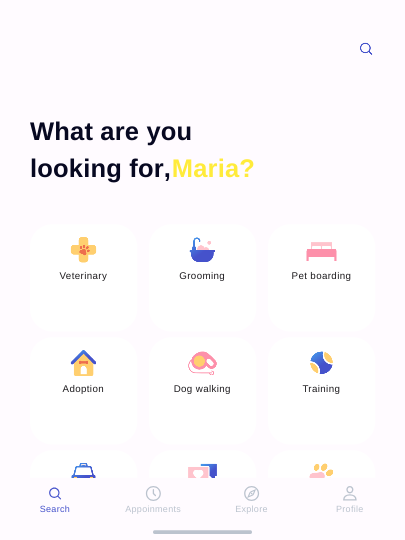 What are you
looking for,Maria?
Veterinary
Grooming
Pet boarding
Adoption
Dog walking
Training
Search
Appoinments
Explore
Profile